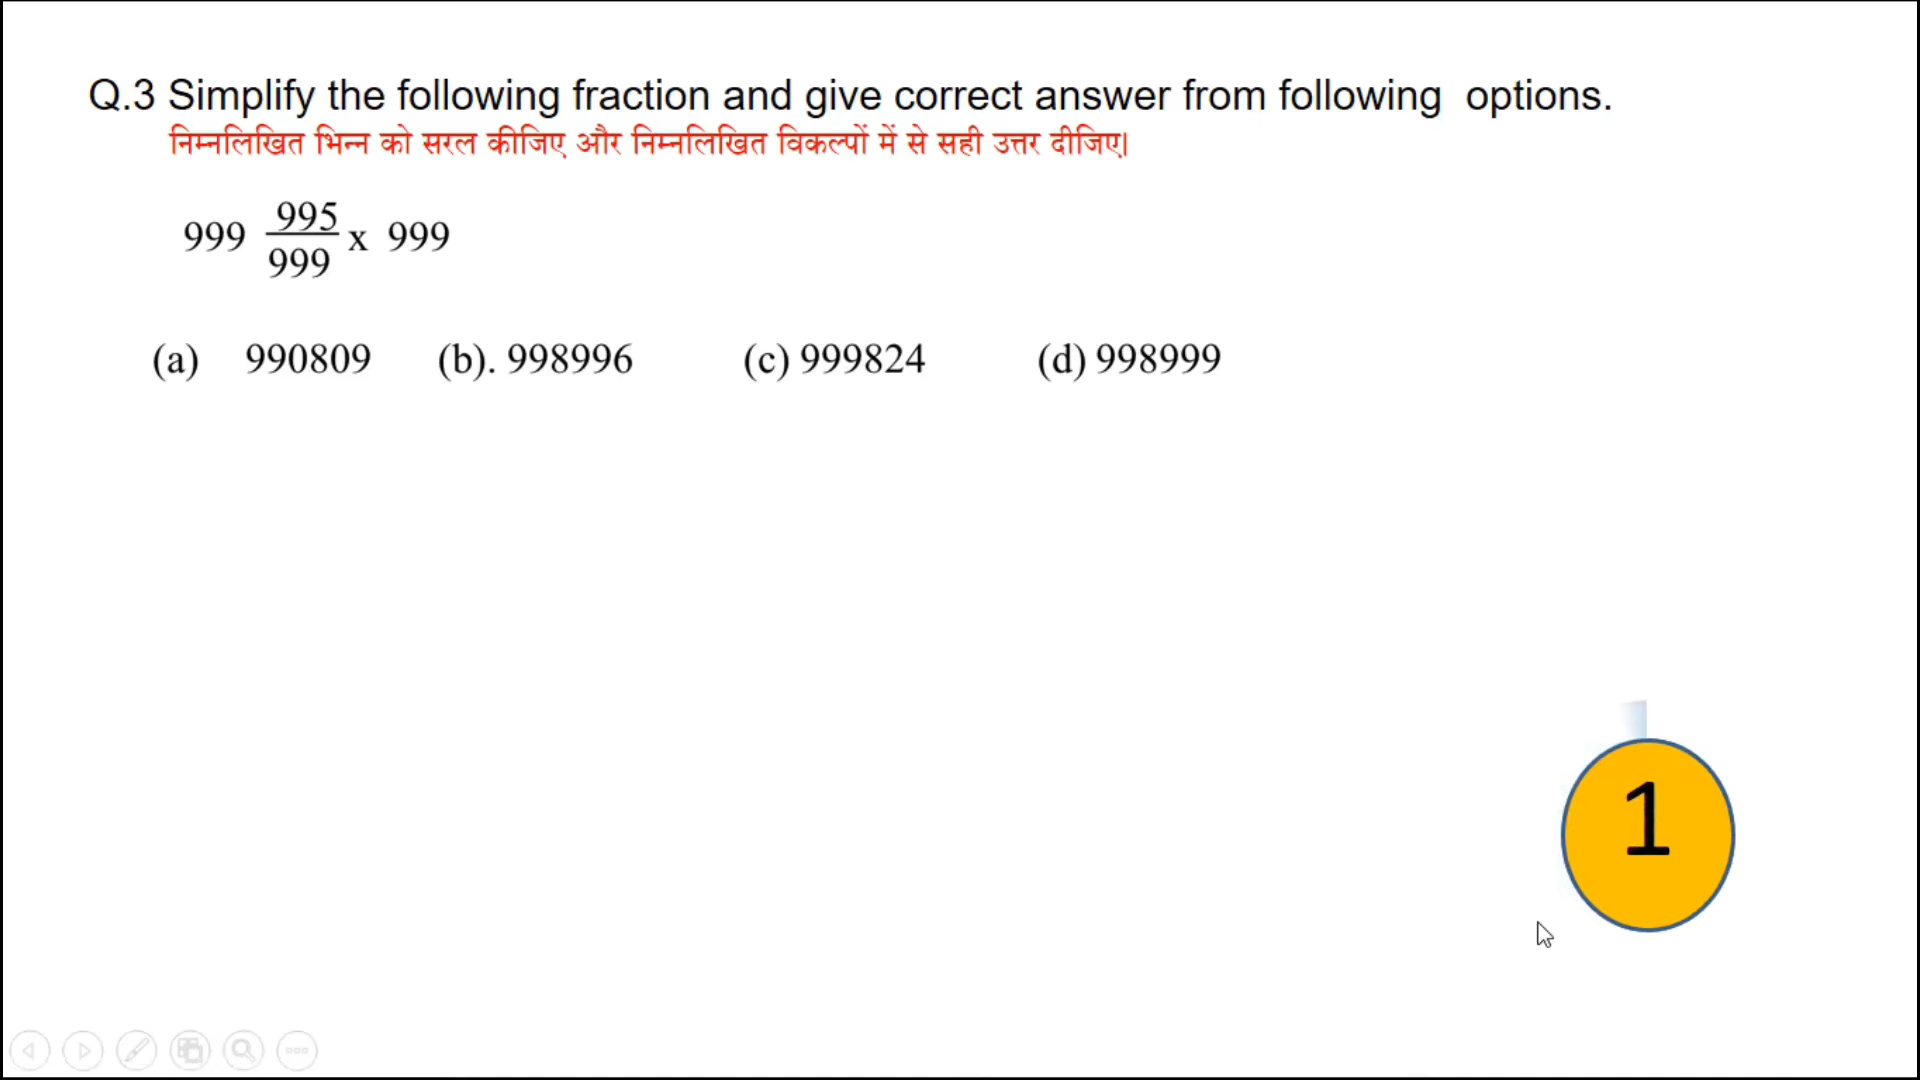 Q.3 Simplify the following fraction and give correct answer from following options.
निम्नलिखित भिन्न को सरल कीजिए और निम्नलिखित विकल्पों में से सही उत्तर दीजिए।
999 995/999 x 999
(a) 990809 (b). 998996 (c) 999824 (d) 998999
1